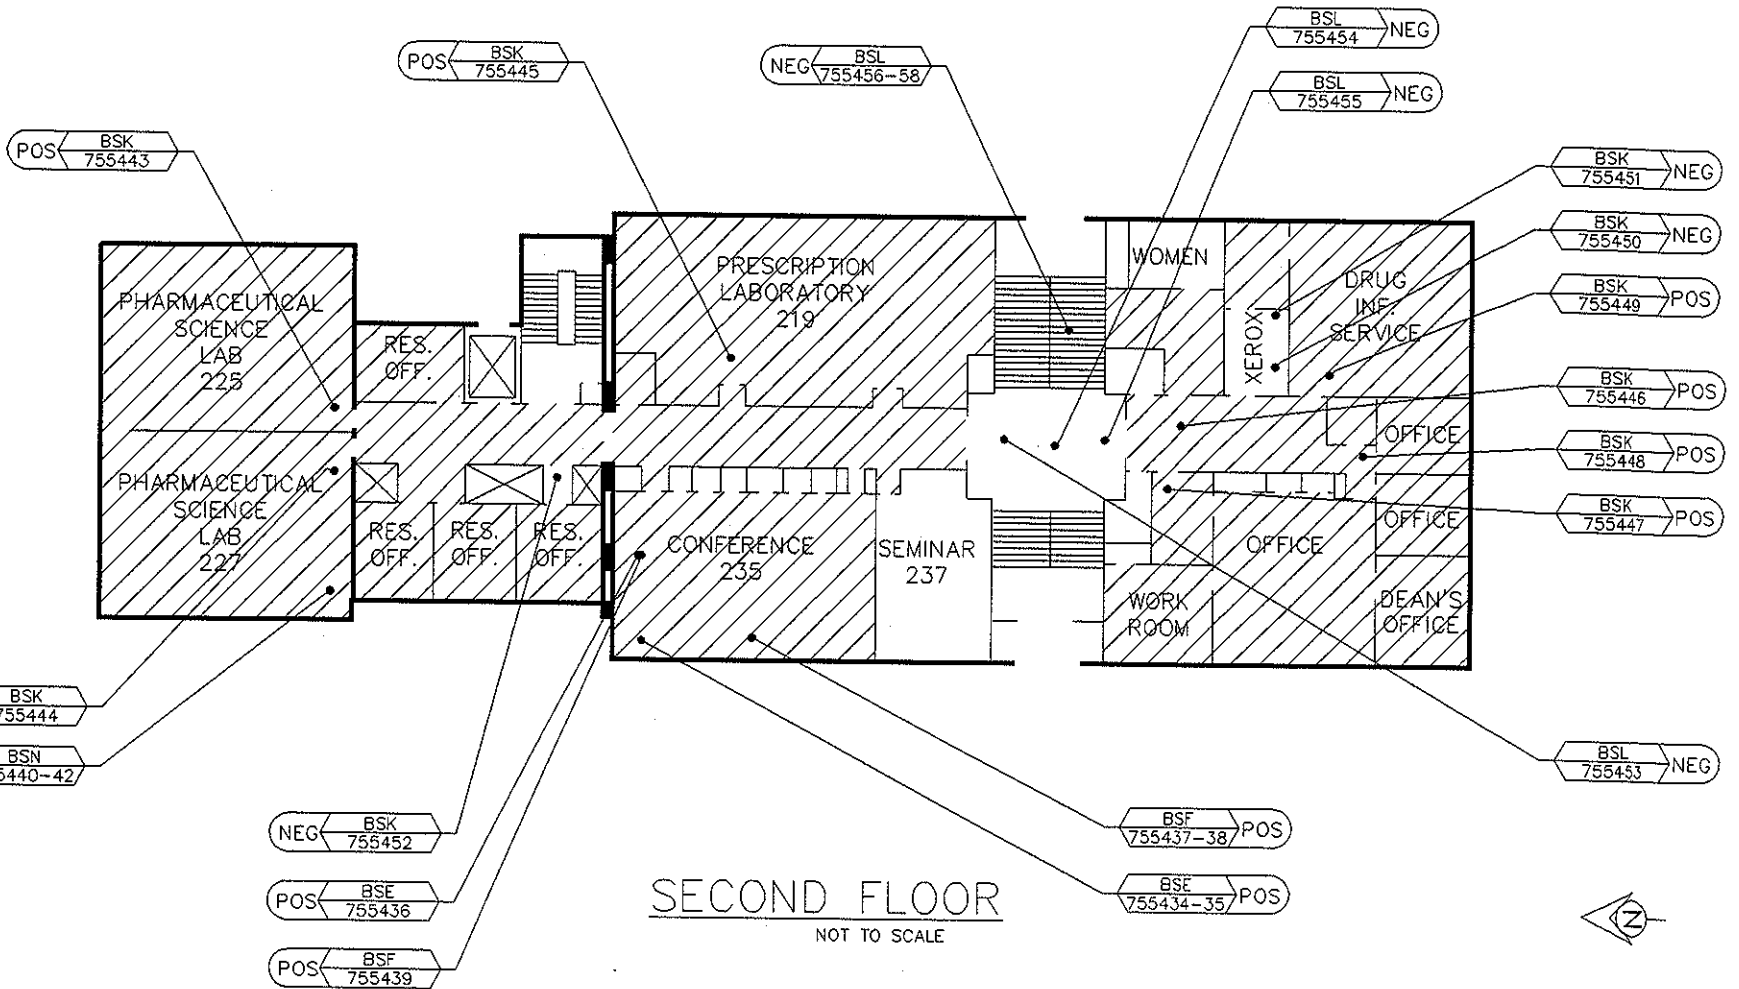 BSL
755454
NEG
POS
BSK
755445
NEG
BSL
755456-58
BSL
755455
NEG
POS
BSK
755443
BSK
755451
NEG
BSK
755450
NEG
BSK
755449
POS
WOMEN
PRESCRIPTION
LABORATORY
219
DRUG
INF.
SERVICE
XEROX
PHARMACEUTICAL
SCIENCE
LAB
225
RES.
OFF.
BSK
755446
POS
OFFICE
BSK
755448
POS
PHARMACEUTICAL
SCIENCE
LAB
227
RES.
OFF.
RES.
OFF.
RES.
OFF.
CONFERENCE
235
SEMINAR
237
OFFICE
OFFICE
BSK
755447
POS
WORK
ROOM
DEAN'S
OFFICE
BSK
755444
BSN
5440-42
BSL
755453
NEG
NEG
BSK
755452
BSF
755437-38
POS
POS
BSE
755436
BSE
755434-35
POS
SECOND FLOOR
NOT TO SCALE
POS
BSF
755439
N